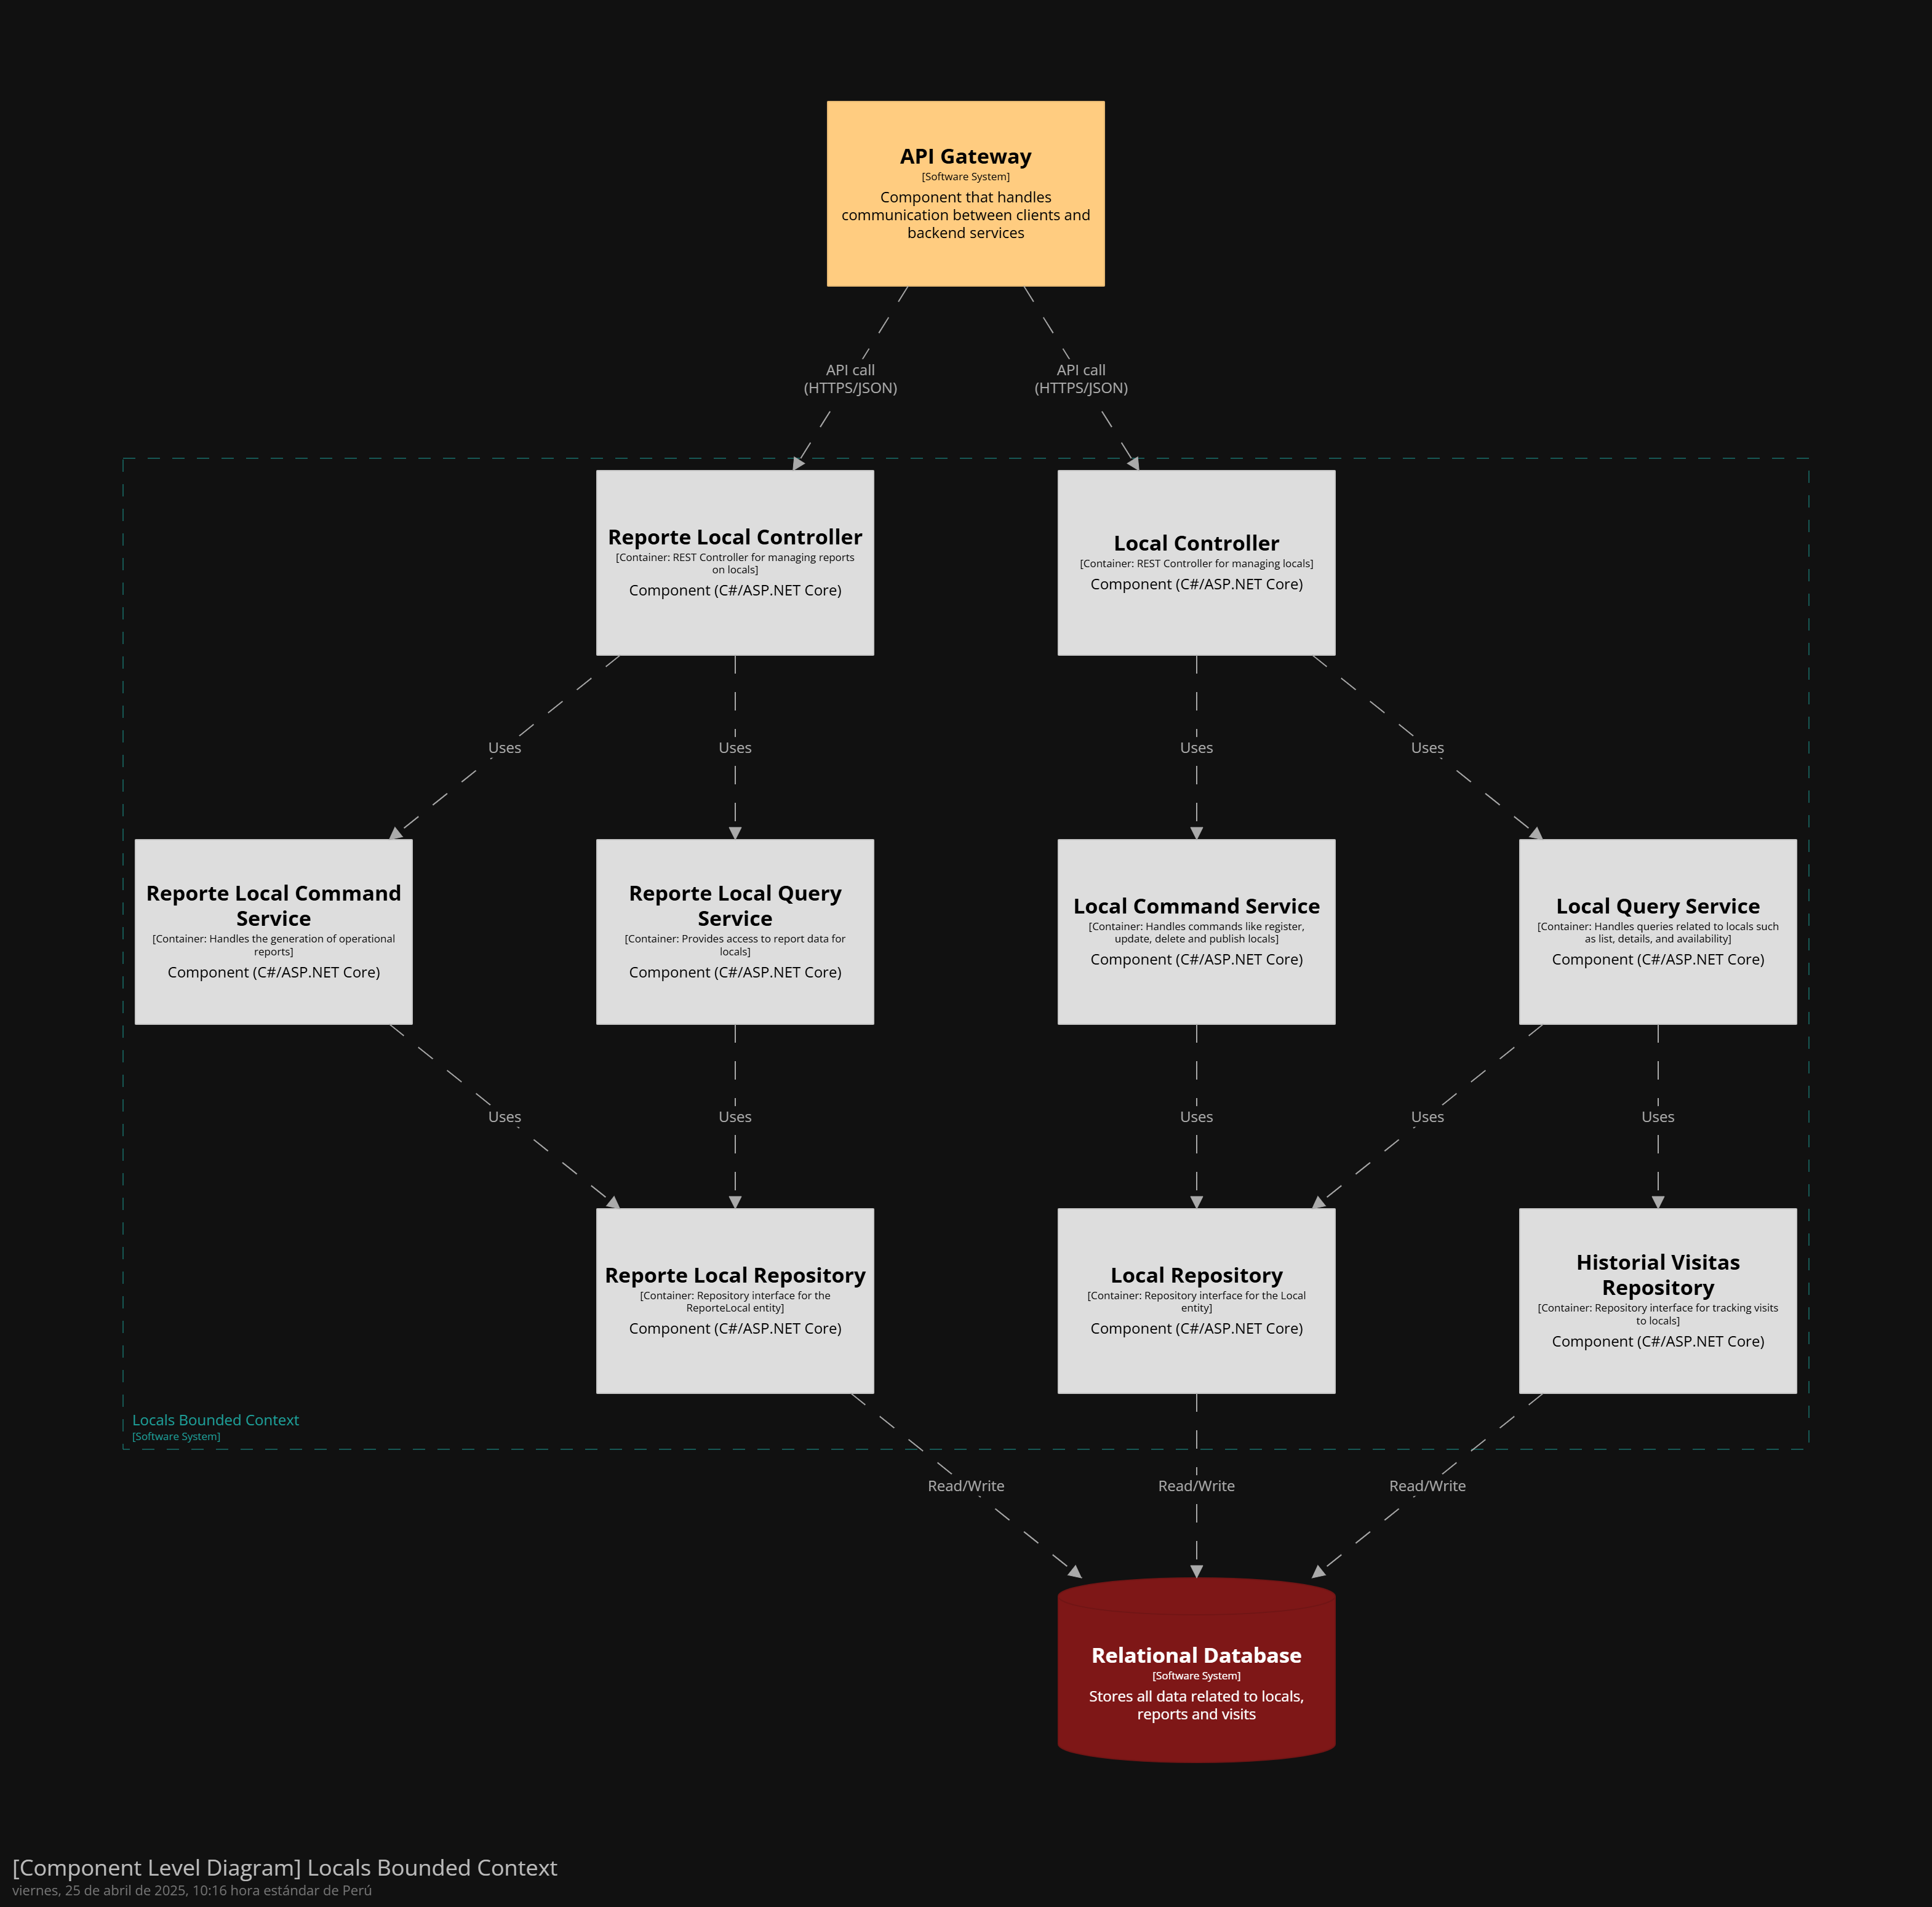 API Gateway
[Software System]
Component that handles
communication between clients and
backend services
API call
(HTTPS/JSON)
API call
(HTTPS/JSON)
Reporte Local Controller
[Container: REST Controller for managing reports
on locals]
Component (C#/ASP.NET Core)
Local Controller
[Container: REST Controller for managing locals]
Component (C#/ASP.NET Core)
Uses
Uses
Uses
Uses
Reporte Local Command
Service
[Container: Handles the generation of operational
reports]
Component (C#/ASP.NET Core)
Reporte Local Query
Service
[Container: Provides access to report data for
locals]
Component (C#/ASP.NET Core)
Local Command Service
[Container: Handles commands like register,
update, delete and publish locals]
Component (C#/ASP.NET Core)
Local Query Service
[Container: Handles queries related to locals such
as list, details, and availability]
Component (C#/ASP.NET Core)
Uses
Uses
Uses
Uses
Uses
Reporte Local Repository
[Container: Repository interface for the
ReporteLocal entity]
Component (C#/ASP.NET Core)
Local Repository
[Container: Repository interface for the Local
entity]
Component (C#/ASP.NET Core)
Historial Visitas
Repository
[Container: Repository interface for tracking visits
to locals]
Component (C#/ASP.NET Core)
Locals Bounded Context
[Software System]
Read/Write
Read/Write
Read/Write
Relational Database
[Software System]
Stores all data related to locals,
reports and visits
[Component Level Diagram] Locals Bounded Context
viernes, 25 de abril de 2025, 10:16 hora estándar de Perú